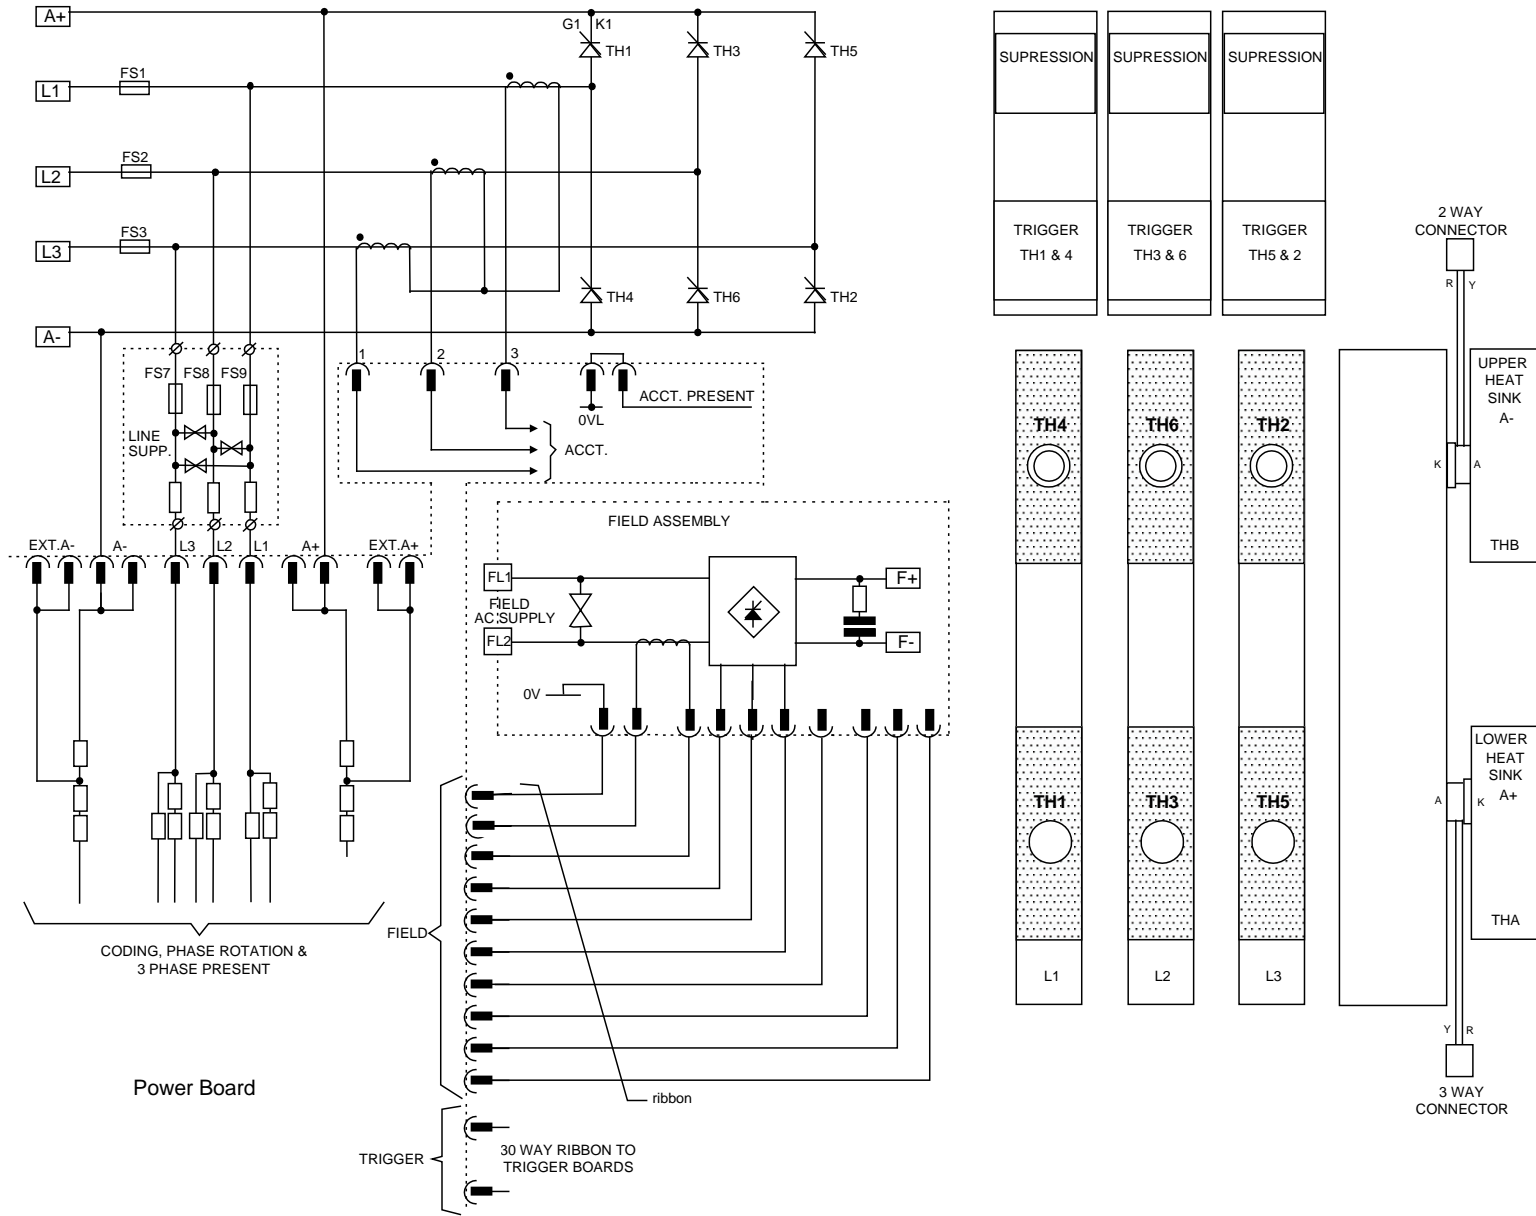 A+
G1 K1
TH1
TH3
TH5
FS1
L1
FS2
L2
FS3
L3
TH4
TH6
TH2
A-
1
2
3
FS7 FS8 FS9
LINE
SUPP.
ACCT. PRESENT
0VL
ACCT.
EXT.A-
A-
L3
L2
L1
A+
EXT.A+
FIELD ASSEMBLY
FL1
FIELD
AC SUPPLY
FL2
F+
F-
0V
CODING, PHASE ROTATION &
3 PHASE PRESENT
FIELD
Power Board
ribbon
TRIGGER
30 WAY RIBBON TO
TRIGGER BOARDS
SUPRESSION
SUPRESSION
SUPRESSION
TRIGGER
TH1 & 4
TRIGGER
TH3 & 6
TRIGGER
TH5 & 2
TH4
TH6
TH2
TH1
TH3
TH5
L1
L2
L3
2 WAY
CONNECTOR
R Y
UPPER
HEAT
SINK
A-
K A
THB
LOWER
HEAT
SINK
A+
A K
THA
Y R
3 WAY
CONNECTOR